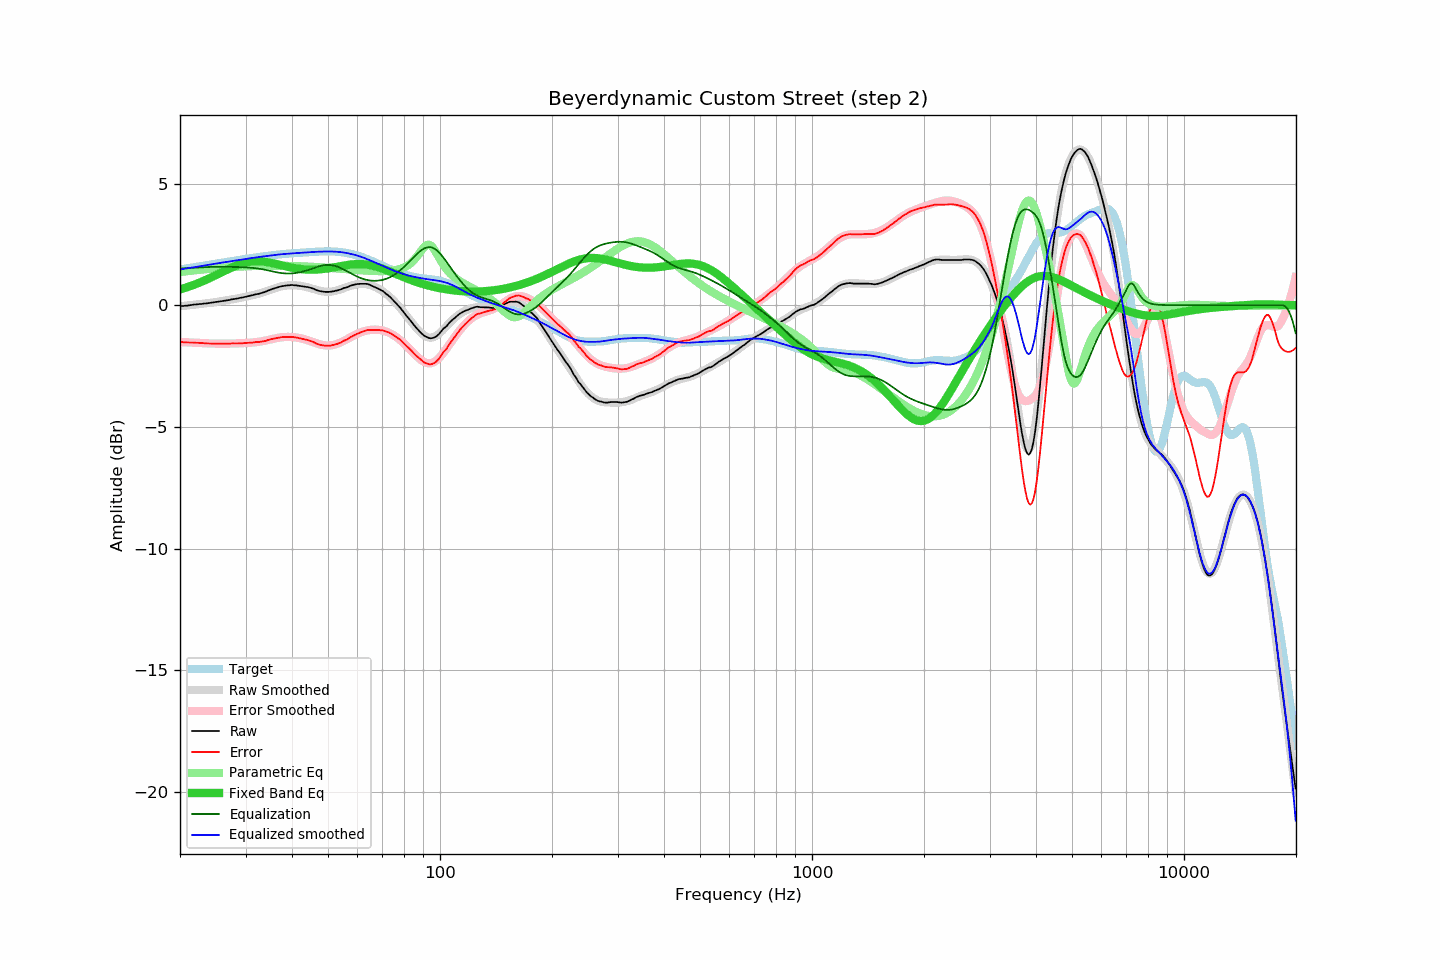 Beyerdynamic Custom Street (step 2)
5
0
−5
−10
−15
−20
Amplitude (dBr)
Target
Raw Smoothed
Error Smoothed
Raw
Error
Parametric Eq
Fixed Band Eq
Equalization
Equalized smoothed
100 1000 10000
Frequency (Hz)